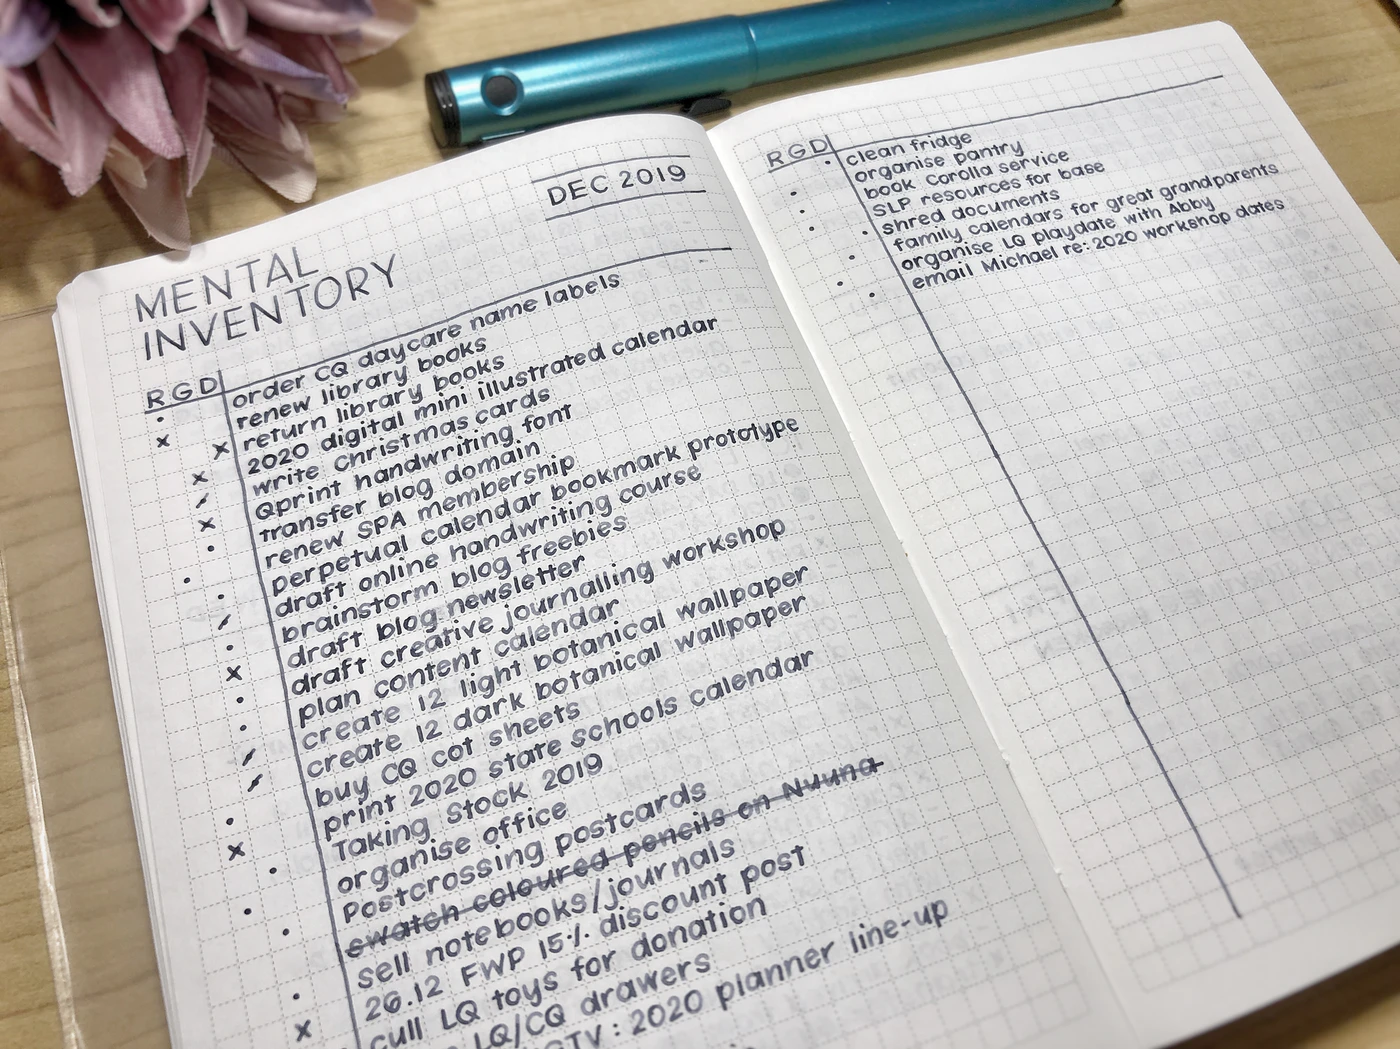 DEC 2019
MENTAL
INVENTORY
R G D
order CQ daycare name labels
renew library books
return library books
2020 digital mini illustrated calendar
write Christmas cards
Qprint handwriting font
transfer blog domain
renew SPA membership
perpetual calendar bookmark prototype
draft online handwriting course
brainstorm blog freebies
draft blog newsletter
draft creative journalling workshop
plan content calendar
create 12 light botanical wallpaper
create 12 dark botanical wallpaper
buy CQ cot sheets
print 2020 state schools calendar
Taking Stock 2019
organise office
Postcrossing postcards
swatch coloured pencils on Nuuna
sell notebooks/journals
26.12 FWP 15% discount post
cull LQ toys for donation
LQ/CQ drawers
: 2020 planner line-up
R G D
clean fridge
organise pantry
book Corolla service
SLP resources for base
shred documents
family calendars for great grandparents
organise LQ playdate with Abby
email Michael re: 2020 workshop dates